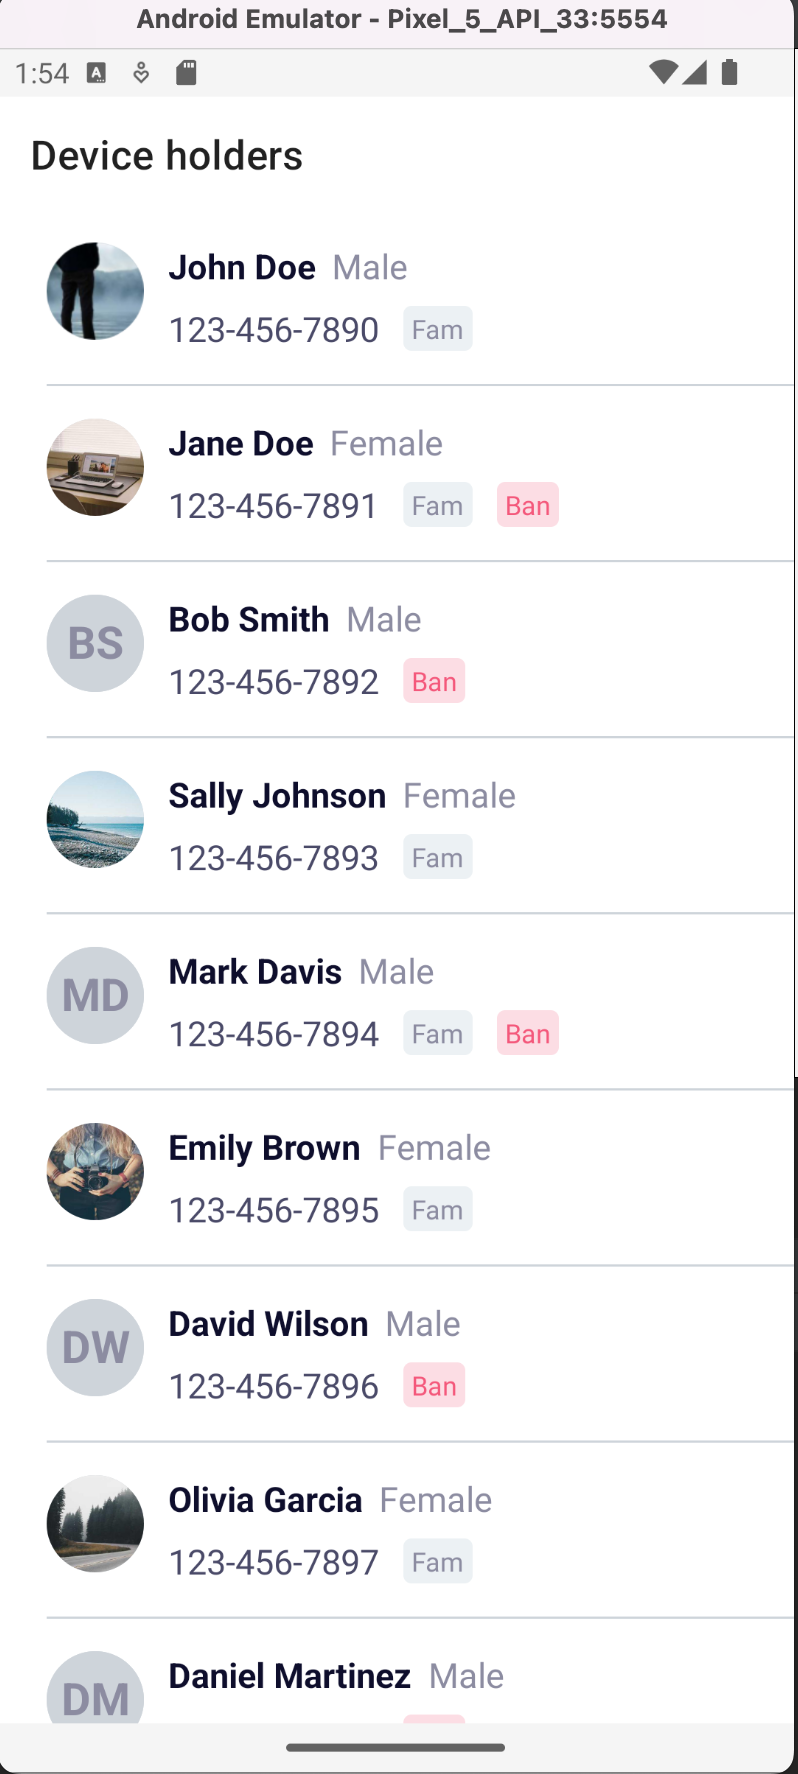 Android Emulator - Pixel_5_API_33:5554
1:54 A
Device holders
John Doe Male
123-456-7890 Fam
Jane Doe Female
123-456-7891 Fam Ban
BS Bob Smith Male
123-456-7892 Ban
Sally Johnson Female
123-456-7893 Fam
MD Mark Davis Male
123-456-7894 Fam Ban
Emily Brown Female
123-456-7895 Fam
DW David Wilson Male
123-456-7896 Ban
Olivia Garcia Female
123-456-7897 Fam
DM Daniel Martinez Male